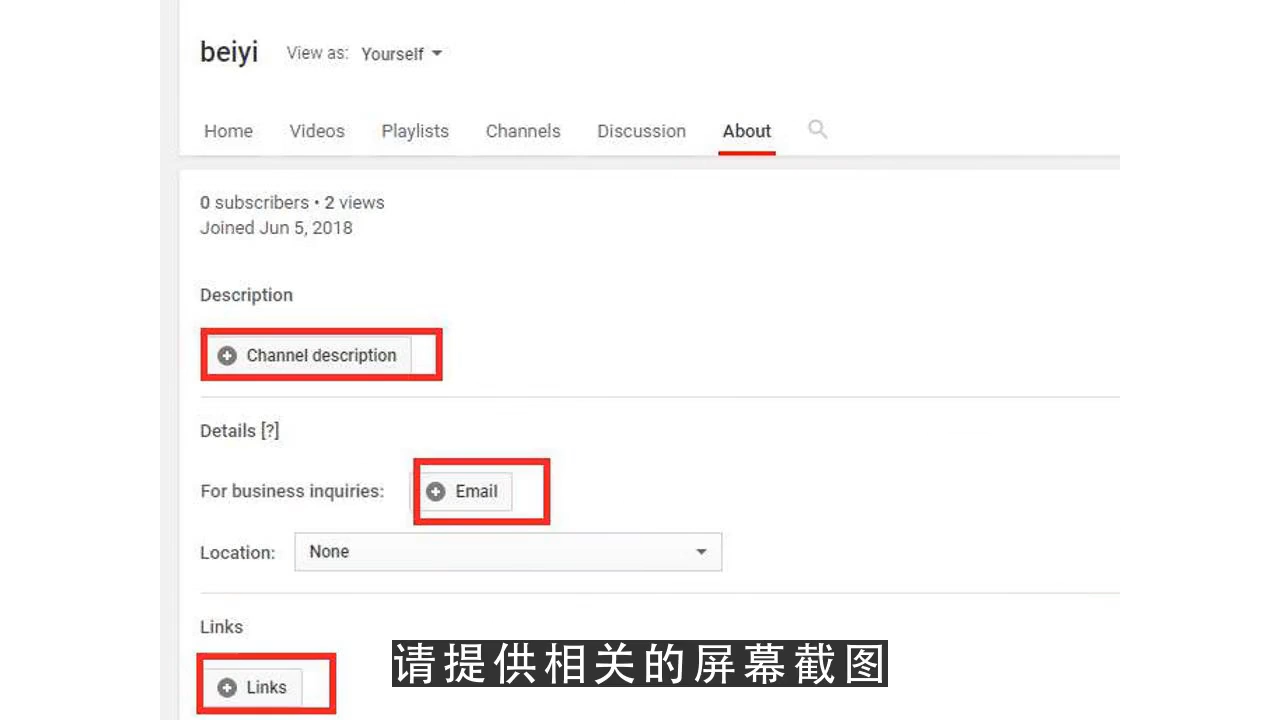 beiyi View as: Yourself
Home Videos Playlists Channels Discussion About
0 subscribers • 2 views
Joined Jun 5, 2018
Description
Channel description
Details [?]
For business inquiries: Email
Location: None
Links
Links
请提供相关的屏幕截图